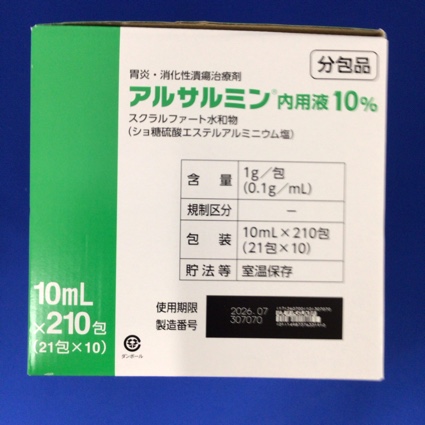 分包品
胃炎・消化性潰瘍治療剤
アルサルミン®内用液10%
スクラルファート水和物
(ショ糖硫酸エステルアルミニウム塩)
含量 1g/包
(0.1g/mL)
規制区分 －
包装 10mL×210包
(21包×10)
貯法等 室温保存
10mL
×210包
(21包×10)
使用期限 2026.07
製造番号 307070
ダンボール